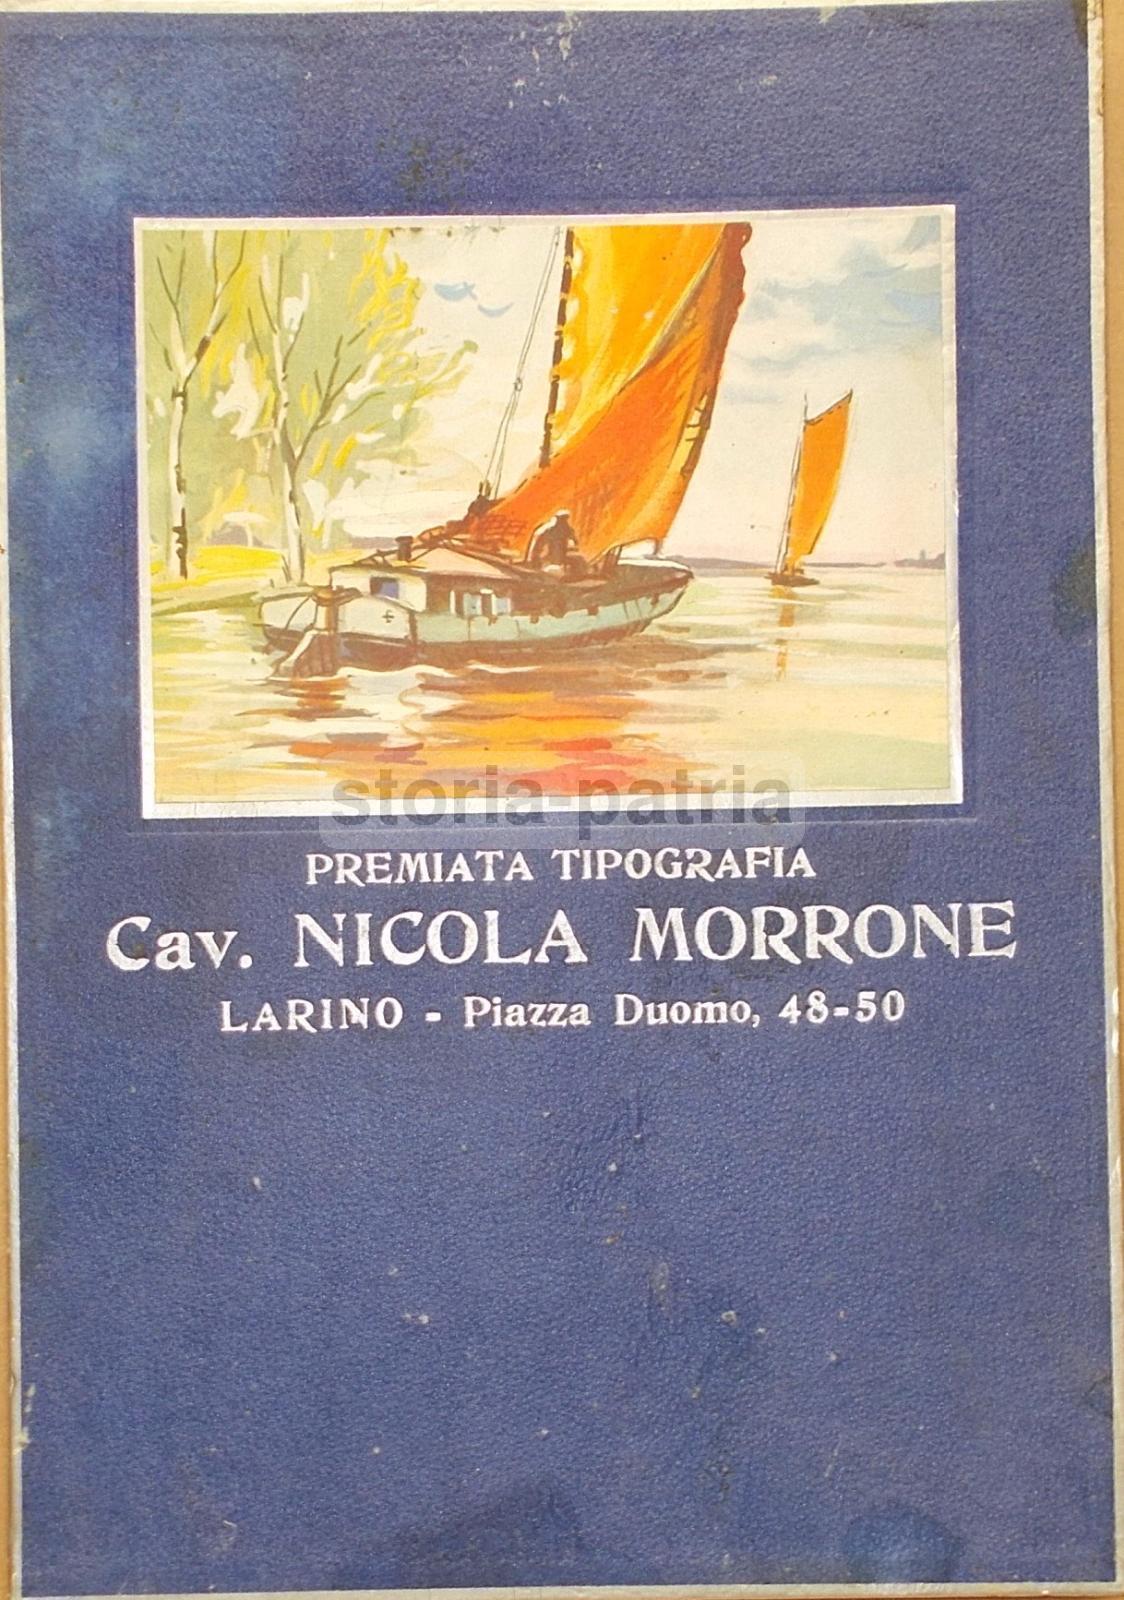 storia-patria
PREMIATA TIPOGRAFIA
Cav. NICOLA MORRONE
LARINO - Piazza Duomo, 48-50